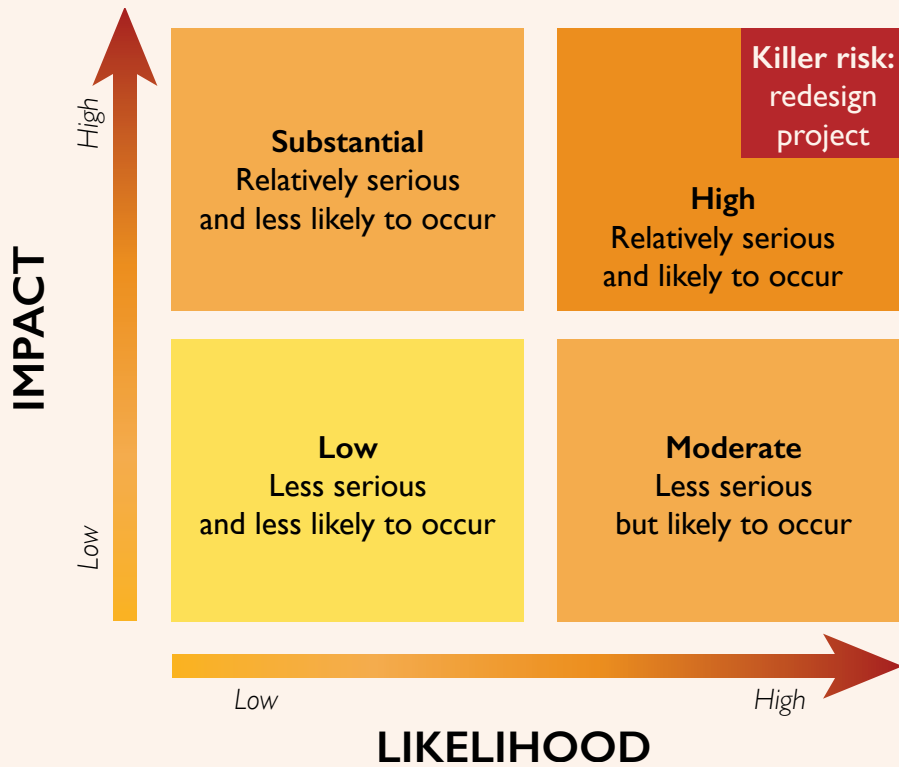 High
IMPACT
Low
Substantial
Relatively serious
and less likely to occur
Killer risk:
redesign
project
High
Relatively serious
and likely to occur
Low
Less serious
and less likely to occur
Moderate
Less serious
but likely to occur
Low
High
LIKELIHOOD